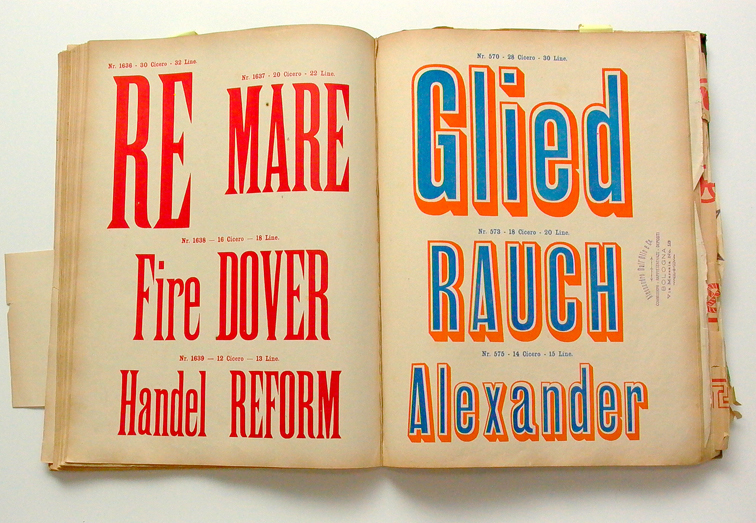 Nr. 1636 - 30 Cicero - 32 Line.
RE
Nr. 1637 - 20 Cicero - 22 Line.
MARE
Nr. 1638 — 16 Cicero — 18 Line.
Fire DOVER
Nr. 1639 — 12 Cicero — 13 Line.
Handel REFORM
Nr. 570 - 28 Cicero - 30 Line.
Glied
Nr. 573 - 18 Cicero - 20 Line.
RAUCH
Nr. 575 - 14 Cicero - 15 Line.
Alexander
BOLOGNA